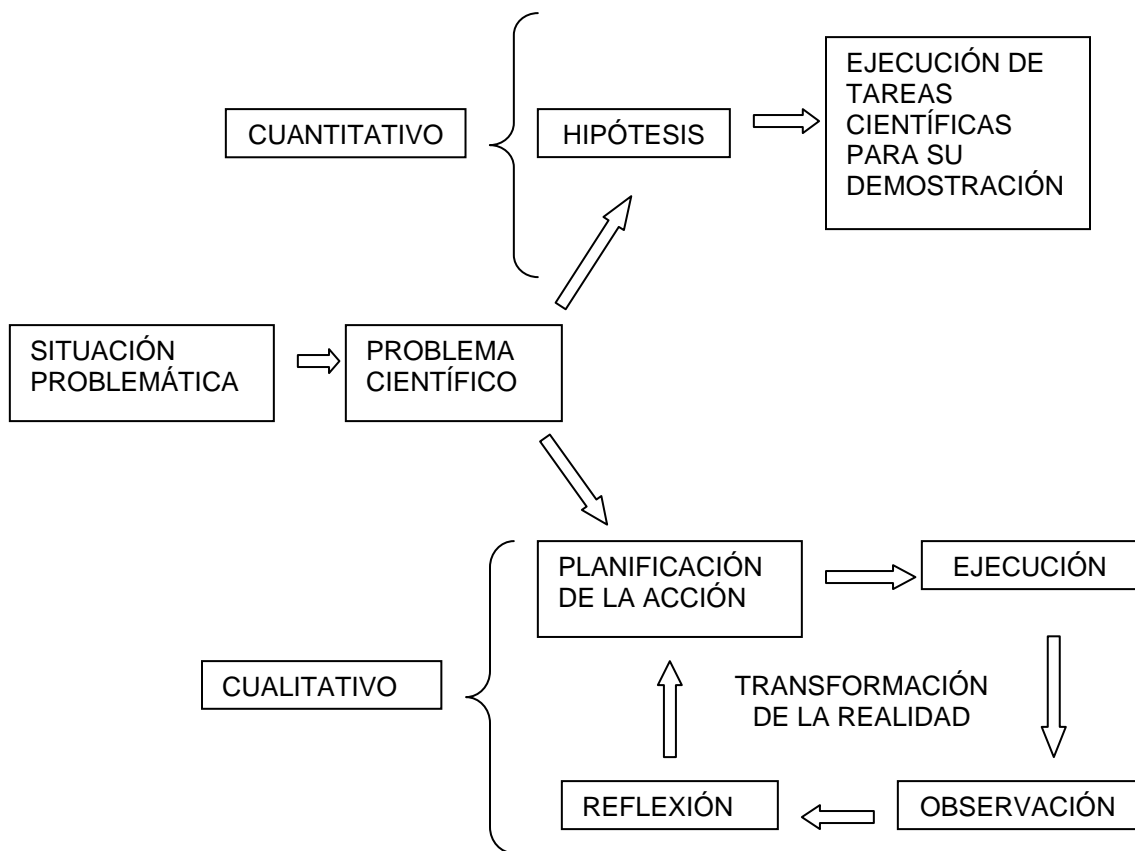 EJECUCIÓN DE
TAREAS
CIENTÍFICAS
PARA SU
DEMOSTRACIÓN
CUANTITATIVO
HIPÓTESIS
SITUACIÓN
PROBLEMÁTICA
PROBLEMA
CIENTÍFICO
PLANIFICACIÓN
DE LA ACCIÓN
EJECUCIÓN
CUALITATIVO
TRANSFORMACIÓN
DE LA REALIDAD
REFLEXIÓN
OBSERVACIÓN